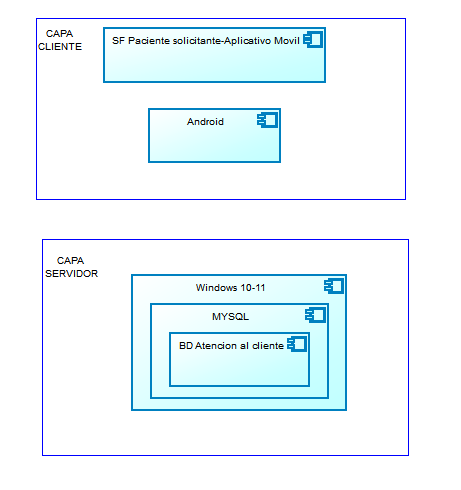 CAPA
CLIENTE
SF Paciente solicitante-Aplicativo Movil
Android
CAPA
SERVIDOR
Windows 10-11
MYSQL
BD Atencion al cliente